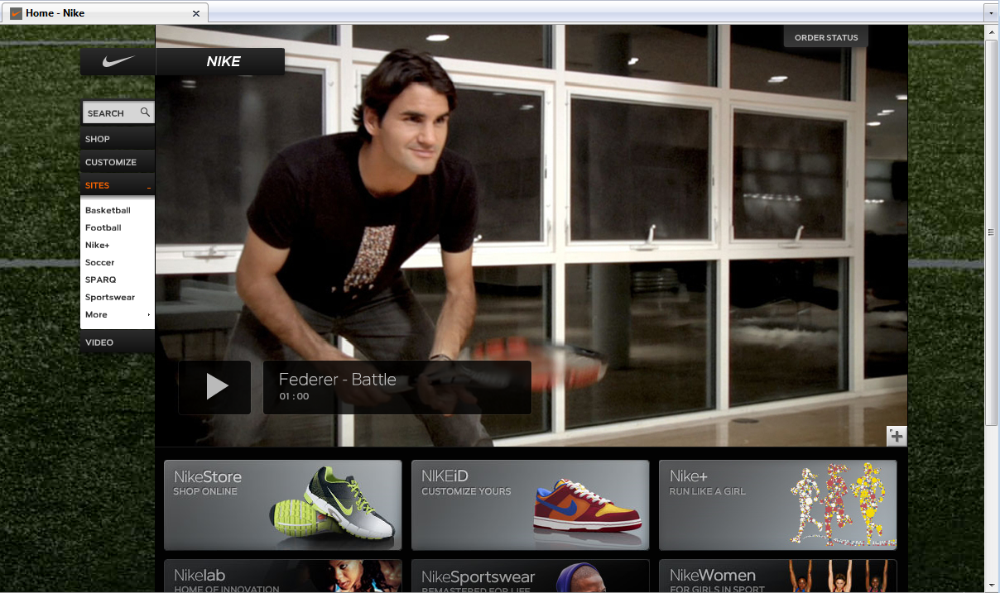 Home - Nike
ORDER STATUS
NIKE
SEARCH
SHOP
CUSTOMIZE
SITES
Basketball
Football
Nike+
Soccer
SPARQ
Sportswear
More
VIDEO
Federer - Battle
01 : 00
NikeStore
SHOP ONLINE
NIKEiD
CUSTOMIZE YOURS
Nike+
RUN LIKE A GIRL
Nikelab
HOME OF INNOVATION
NikeSportswear
REMASTERED FOR LIFE
NikeWomen
FOR GIRLS IN SPORT